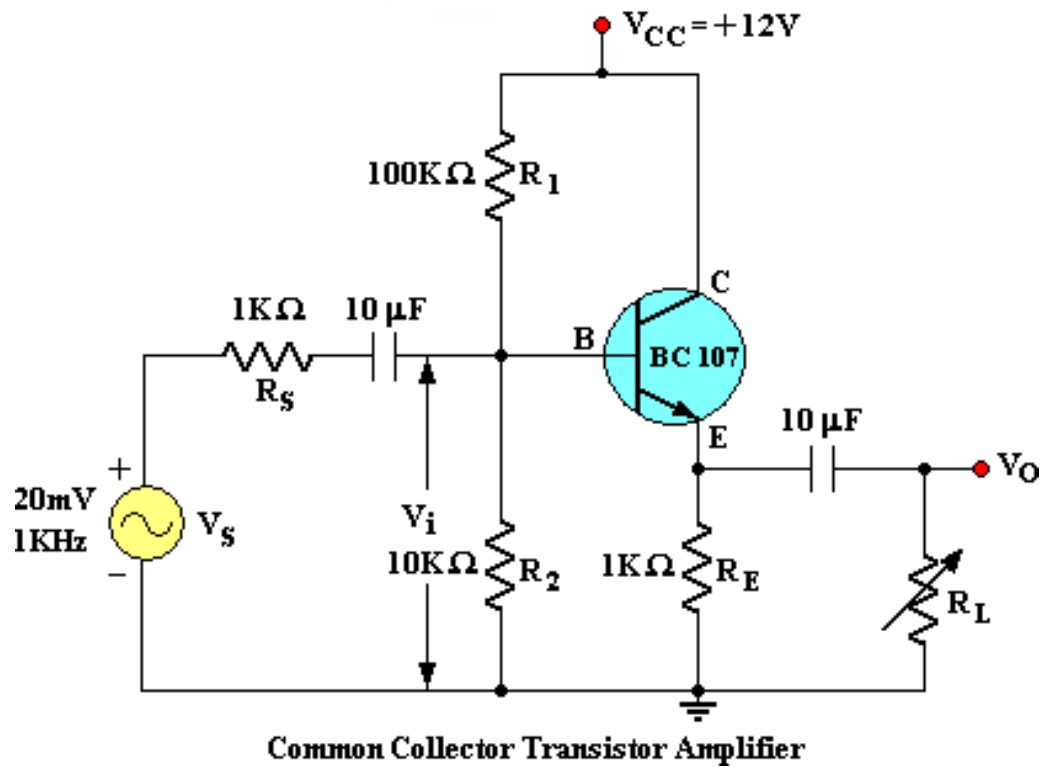 V_CC = +12V
100KΩ
R_1
1KΩ
10 μF
R_S
B
C
BC 107
E
10 μF
V_O
+
20mV
1KHz
V_S
−
V_i
10KΩ
R_2
1KΩ
R_E
R_L
Common Collector Transistor Amplifier